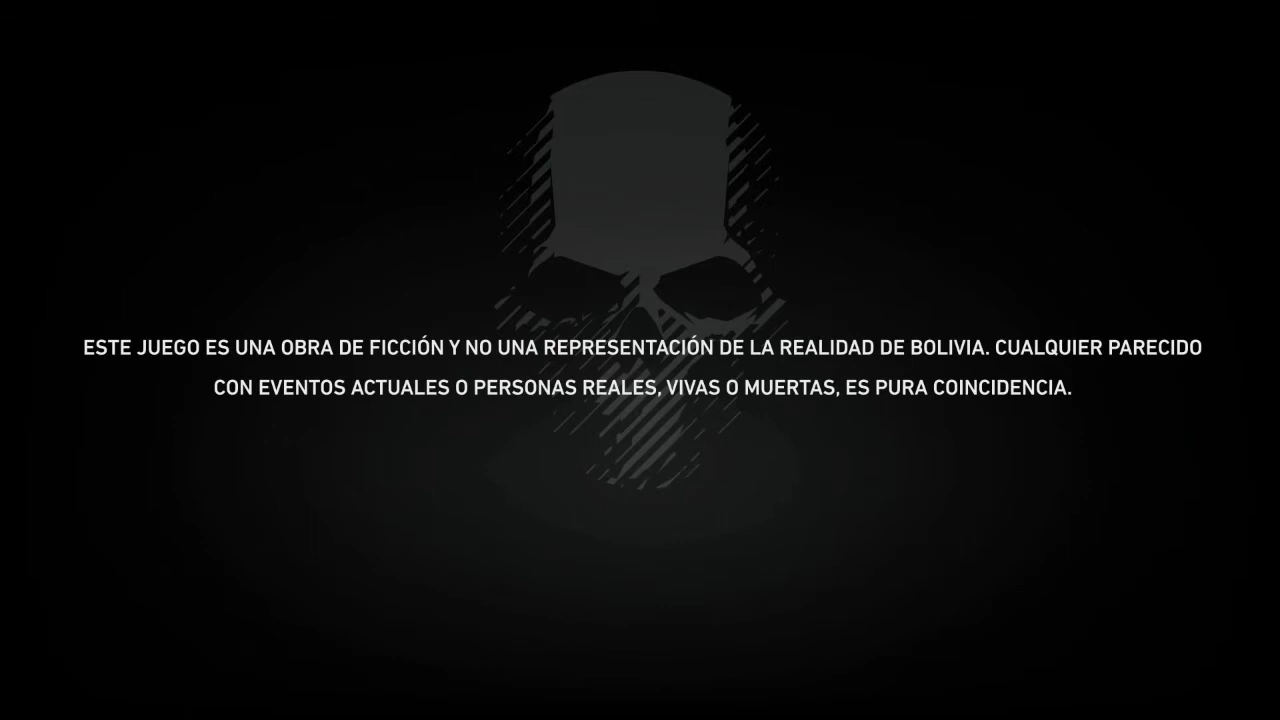 ESTE JUEGO ES UNA OBRA DE FICCIÓN Y NO UNA REPRESENTACIÓN DE LA REALIDAD DE BOLIVIA. CUALQUIER PARECIDO
CON EVENTOS ACTUALES O PERSONAS REALES, VIVAS O MUERTAS, ES PURA COINCIDENCIA.